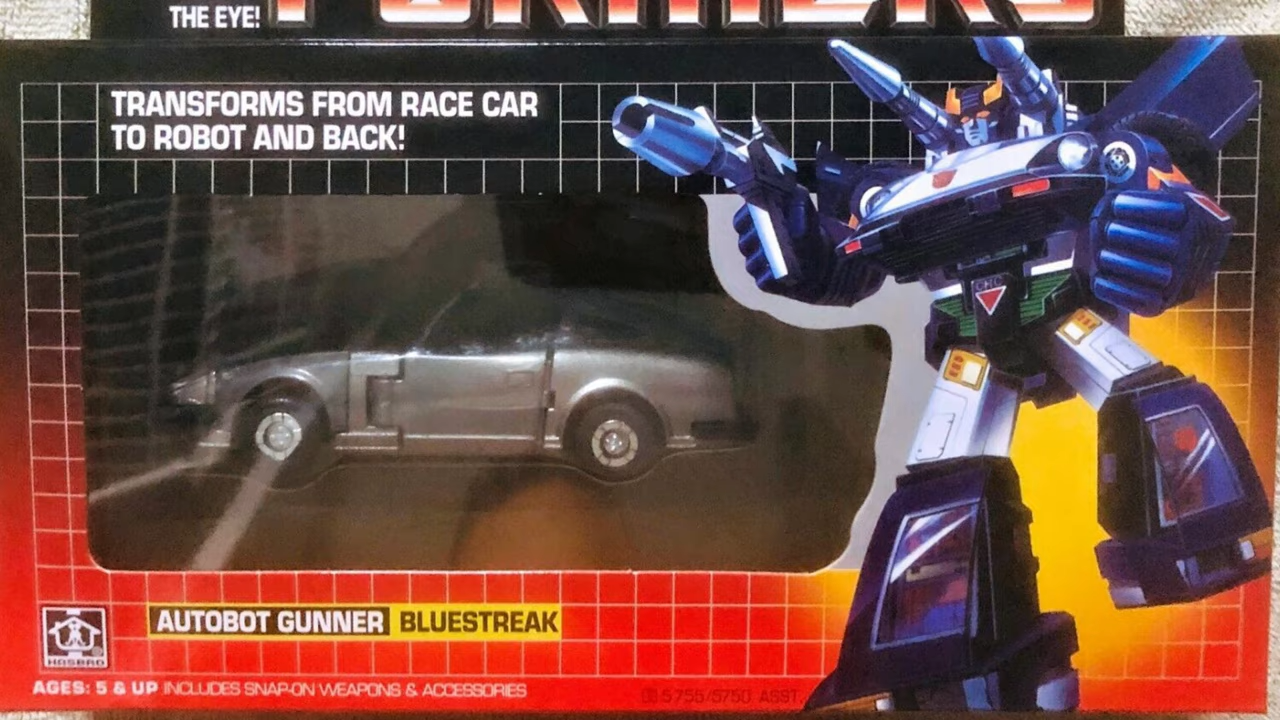 THE EYE!
TRANSFORMS FROM RACE CAR
TO ROBOT AND BACK!
AUTOBOT GUNNER BLUESTREAK
HASBRO
AGES: 5 & UP INCLUDES SNAP-ON WEAPONS & ACCESSORIES
5755/5750 ASST.